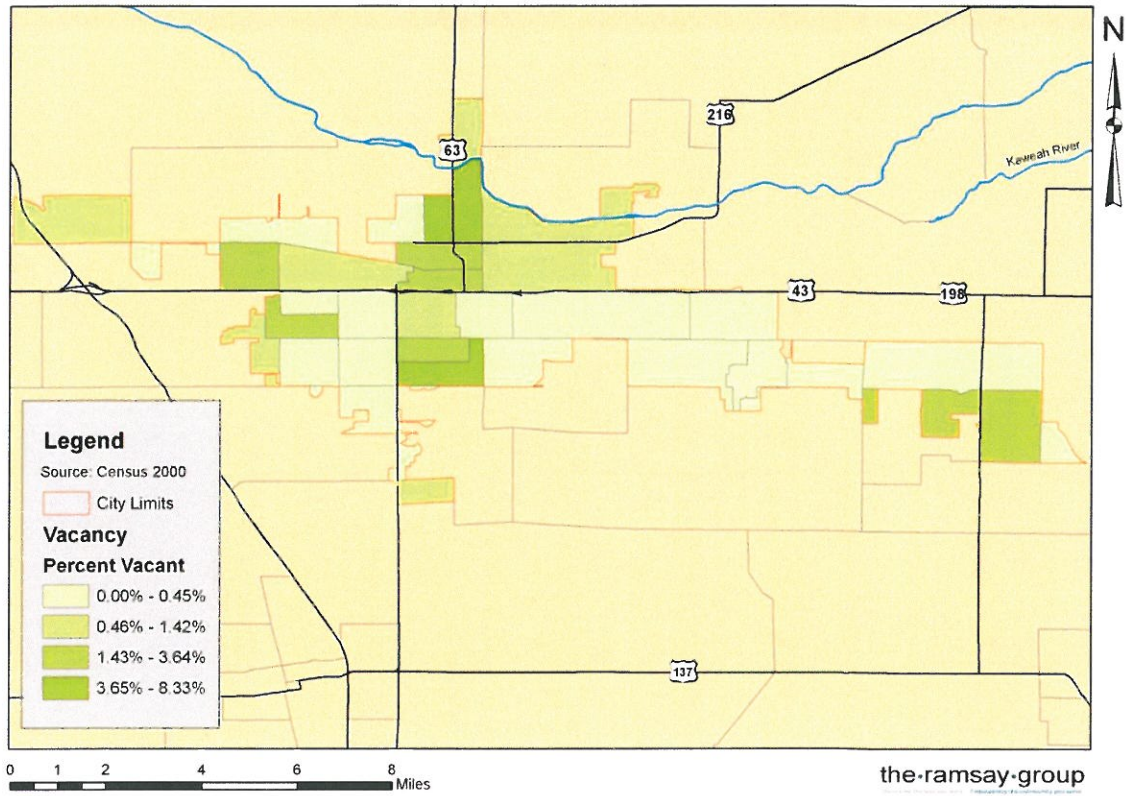 N
216
63
Kaweah River
43
198
Legend
Source: Census 2000
City Limits
Vacancy
Percent Vacant
0.00% - 0.45%
0.46% - 1.42%
1.43% - 3.64%
3.65% - 8.33%
137
0 1 2 4 6 8
Miles
the·ramsay·group